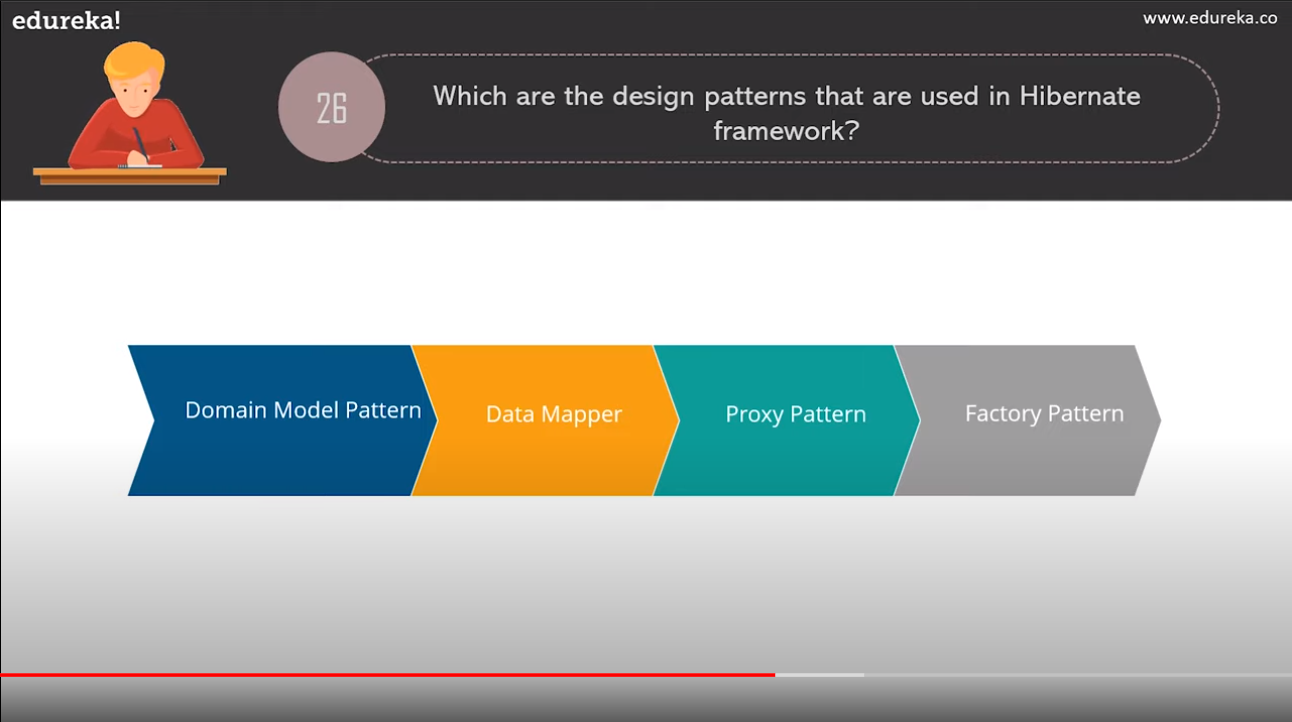 edureka!
www.edureka.co
26
Which are the design patterns that are used in Hibernate
framework?
Domain Model Pattern
Data Mapper
Proxy Pattern
Factory Pattern